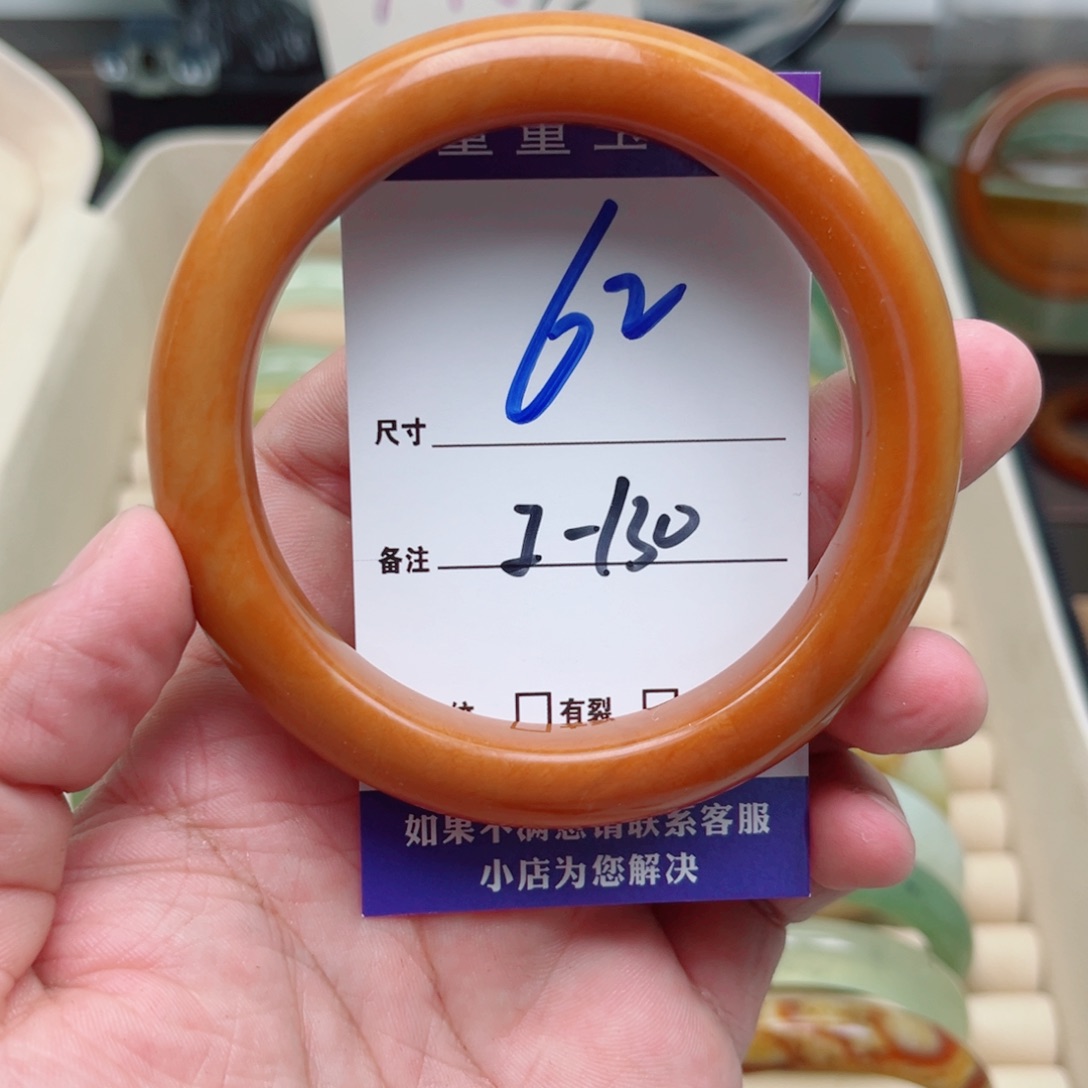 62
尺寸
I-130
备注
有裂
如果不满意请联系客服
小店为您解决